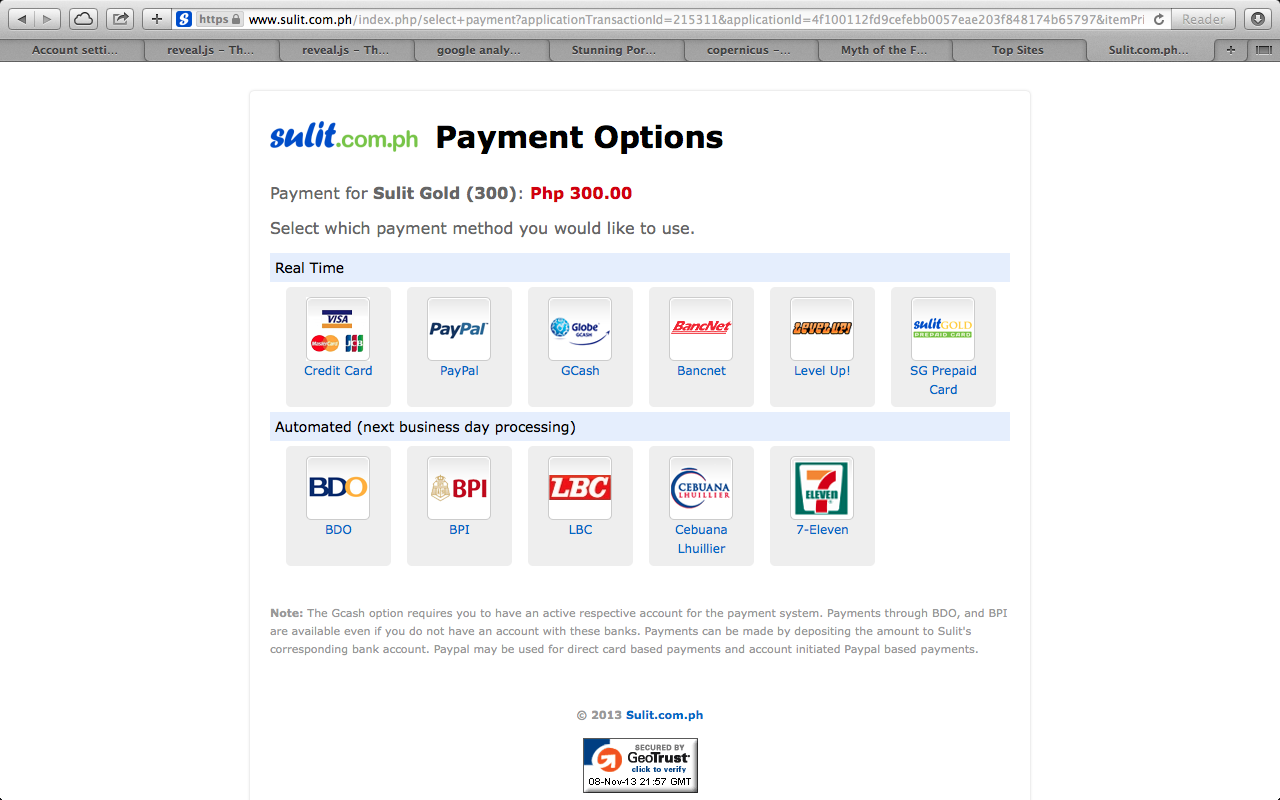 https www.sulit.com.ph/index.php/select+payment?applicationTransactionId=215311&applicationId=4f100112fd9cefebb0057eae203f848174b65797&itemPri Reader
Account setti... reveal.js – Th... reveal.js – Th... google analy... Stunning Por... copernicus –... Myth of the F... Top Sites Sulit.com.ph...
sulit.com.ph Payment Options
Payment for Sulit Gold (300): Php 300.00
Select which payment method you would like to use.
Real Time
VISA MasterCard JCB PayPal Globe GCASH BancNet LEVEL UP! sulit GOLD PREPAID CARD
Credit Card PayPal GCash Bancnet Level Up! SG Prepaid
Card
Automated (next business day processing)
BDO BPI LBC CEBUANA LHUILLIER 7 ELEVEN
BDO BPI LBC Cebuana 7-Eleven
Lhuillier
Note: The Gcash option requires you to have an active respective account for the payment system. Payments through BDO, and BPI
are available even if you do not have an account with these banks. Payments can be made by depositing the amount to Sulit's
corresponding bank account. Paypal may be used for direct card based payments and account initiated Paypal based payments.
© 2013 Sulit.com.ph
SECURED BY
GeoTrust
click to verify
08-Nov-13 21:57 GMT